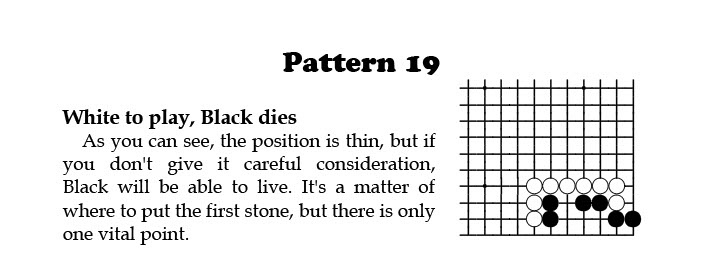 Pattern 19
White to play, Black dies
As you can see, the position is thin, but if
you don't give it careful consideration,
Black will be able to live. It's a matter of
where to put the first stone, but there is only
one vital point.